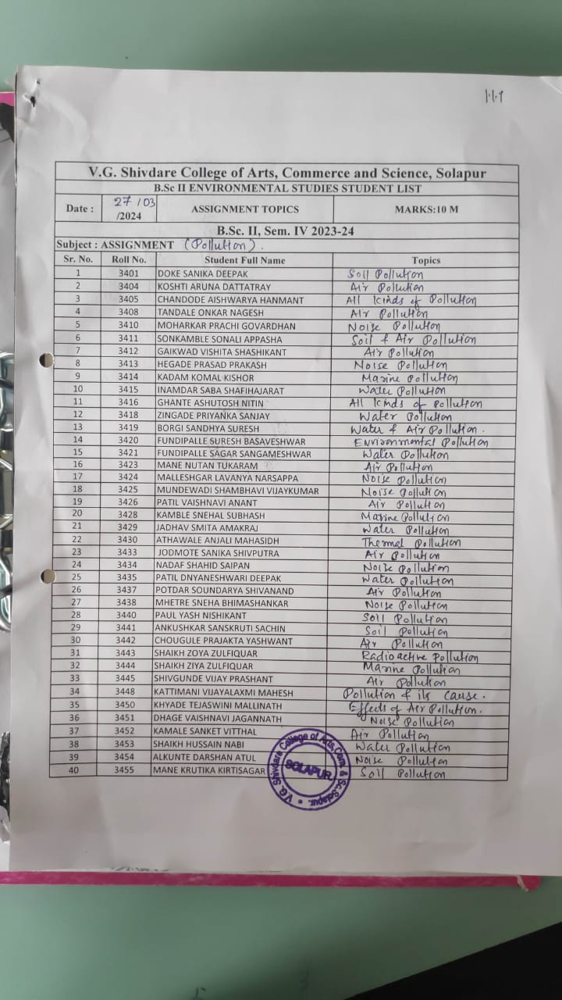 1.1.9
V.G. Shivdare College of Arts, Commerce and Science, Solapur
B.Sc II ENVIRONMENTAL STUDIES STUDENT LIST
Date : 27/03/2024 ASSIGNMENT TOPICS MARKS:10 M
B.Sc. II, Sem. IV 2023-24
Subject : ASSIGNMENT (Pollution).
Sr. No. Roll No. Student Full Name Topics
1 3401 DOKE SANIKA DEEPAK Soil Pollution
2 3404 KOSHTI ARUNA DATTATRAY Air Pollution
3 3405 CHANDODE AISHWARYA HANMANT All kinds of Pollution
4 3408 TANDALE ONKAR NAGESH Air Pollution
5 3410 MOHARKAR PRACHI GOVARDHAN Noise Pollution
6 3411 SONKAMBLE SONALI APPASHA Soil & Air Pollution
7 3412 GAIKWAD VISHITA SHASHIKANT Air Pollution
8 3413 HEGADE PRASAD PRAKASH Noise Pollution
9 3414 KADAM KOMAL KISHOR Marine Pollution
10 3415 INAMDAR SABA SHAFIHAJARAT Water Pollution
11 3416 GHANTE ASHUTOSH NITIN All kinds of Pollution
12 3418 ZINGADE PRIYANKA SANJAY Water Pollution
13 3419 BORGI SANDHYA SURESH Water & Air Pollution.
14 3420 FUNDIPALLE SURESH BASAVESHWAR Environmental Pollution
15 3421 FUNDIPALLE SAGAR SANGAMESHWAR Water Pollution
16 3423 MANE NUTAN TUKARAM Air Pollution
17 3424 MALLESHGAR LAVANYA NARSAPPA Noise Pollution
18 3425 MUNDEWADI SHAMBHAVI VIJAYKUMAR Noise Pollution
19 3426 PATIL VAISHNAVI ANANT Air Pollution
20 3428 KAMBLE SNEHAL SUBHASH Marine Pollution
21 3429 JADHAV SMITA AMAKRAJ Water Pollution
22 3430 ATHAWALE ANJALI MAHASIDH Thermal Pollution
23 3433 JODMOTE SANIKA SHIVPUTRA Air Pollution
24 3434 NADAF SHAHID SAIPAN Noise Pollution
25 3435 PATIL DNYANESHWARI DEEPAK Water Pollution
26 3437 POTDAR SOUNDARYA SHIVANAND Air Pollution
27 3438 MHETRE SNEHA BHIMASHANKAR Noise Pollution
28 3440 PAUL YASH NISHIKANT Soil Pollution
29 3441 ANKUSHKAR SANSKRUTI SACHIN Soil Pollution
30 3442 CHOUGULE PRAJAKTA YASHWANT Air Pollution
31 3443 SHAIKH ZOYA ZULFIQUAR Radioactive Pollution
32 3444 SHAIKH ZIYA ZULFIQUAR Marine Pollution
33 3445 SHIVGUNDE VIJAY PRASHANT Air Pollution
34 3448 KATTIMANI VIJAYALAXMI MAHESH Pollution & its cause.
35 3450 KHYADE TEJASWINI MALLINATH Effects of Air Pollution.
36 3451 DHAGE VAISHNAVI JAGANNATH Noise Pollution
37 3452 KAMALE SANKET VITTHAL Air Pollution
38 3453 SHAIKH HUSSAIN NABI Water Pollution
39 3454 ALKUNTE DARSHAN ATUL Noise Pollution
40 3455 MANE KRUTIKA KIRTISAGAR Soil Pollution
V.G. Shivdare College of Arts, Com. & Sc. Solapur.
SOLAPUR